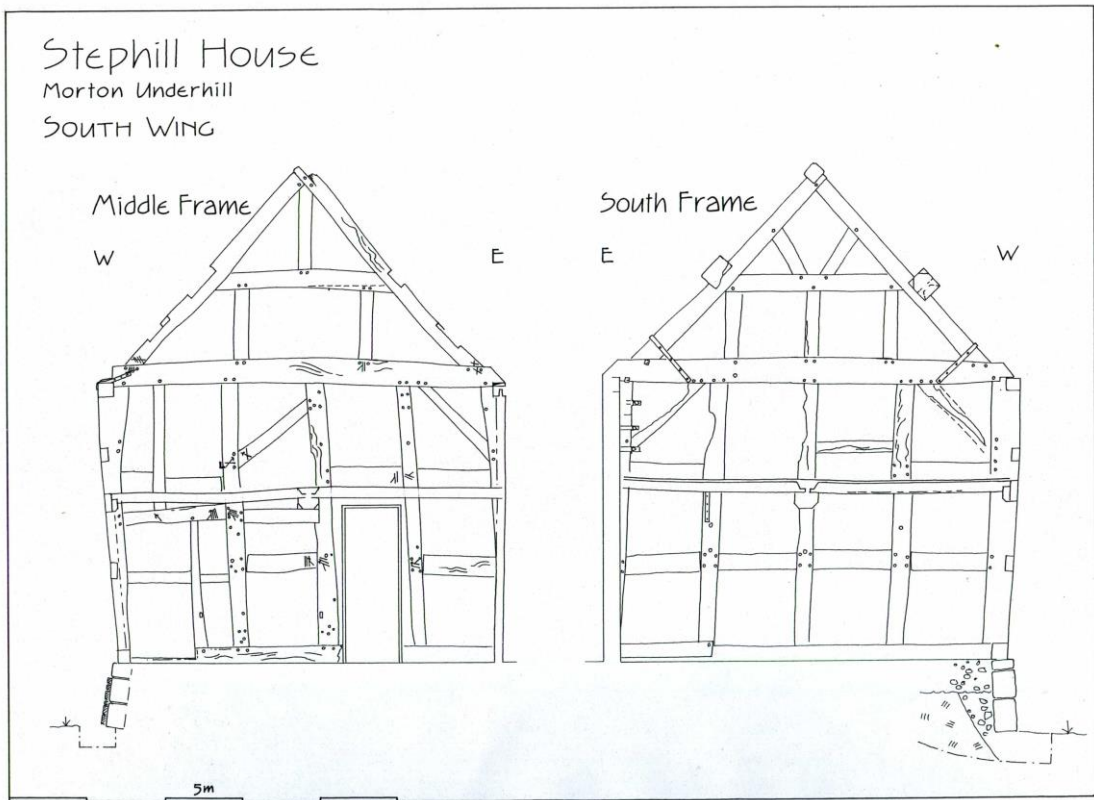 Stephill House
Morton Underhill
SOUTH WING
Middle Frame
South Frame
W
E
E
W
5m